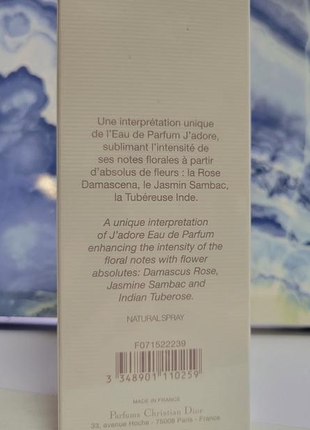 Une interprétation unique
de l'Eau de Parfum J'adore,
sublimant l'intensité de
ses notes florales à partir
d'absolus de fleurs : la Rose
Damascena, le Jasmin Sambac,
la Tubéreuse Inde.
A unique interpretation
of J'adore Eau de Parfum
enhancing the intensity of the
floral notes with flower
absolutes: Damascus Rose,
Jasmine Sambac and
Indian Tuberose.
NATURAL SPRAY
F071522239
3 348901 110259
MADE IN FRANCE
Parfums Christian Dior
33, avenue Hoche - 75008 Paris - France.